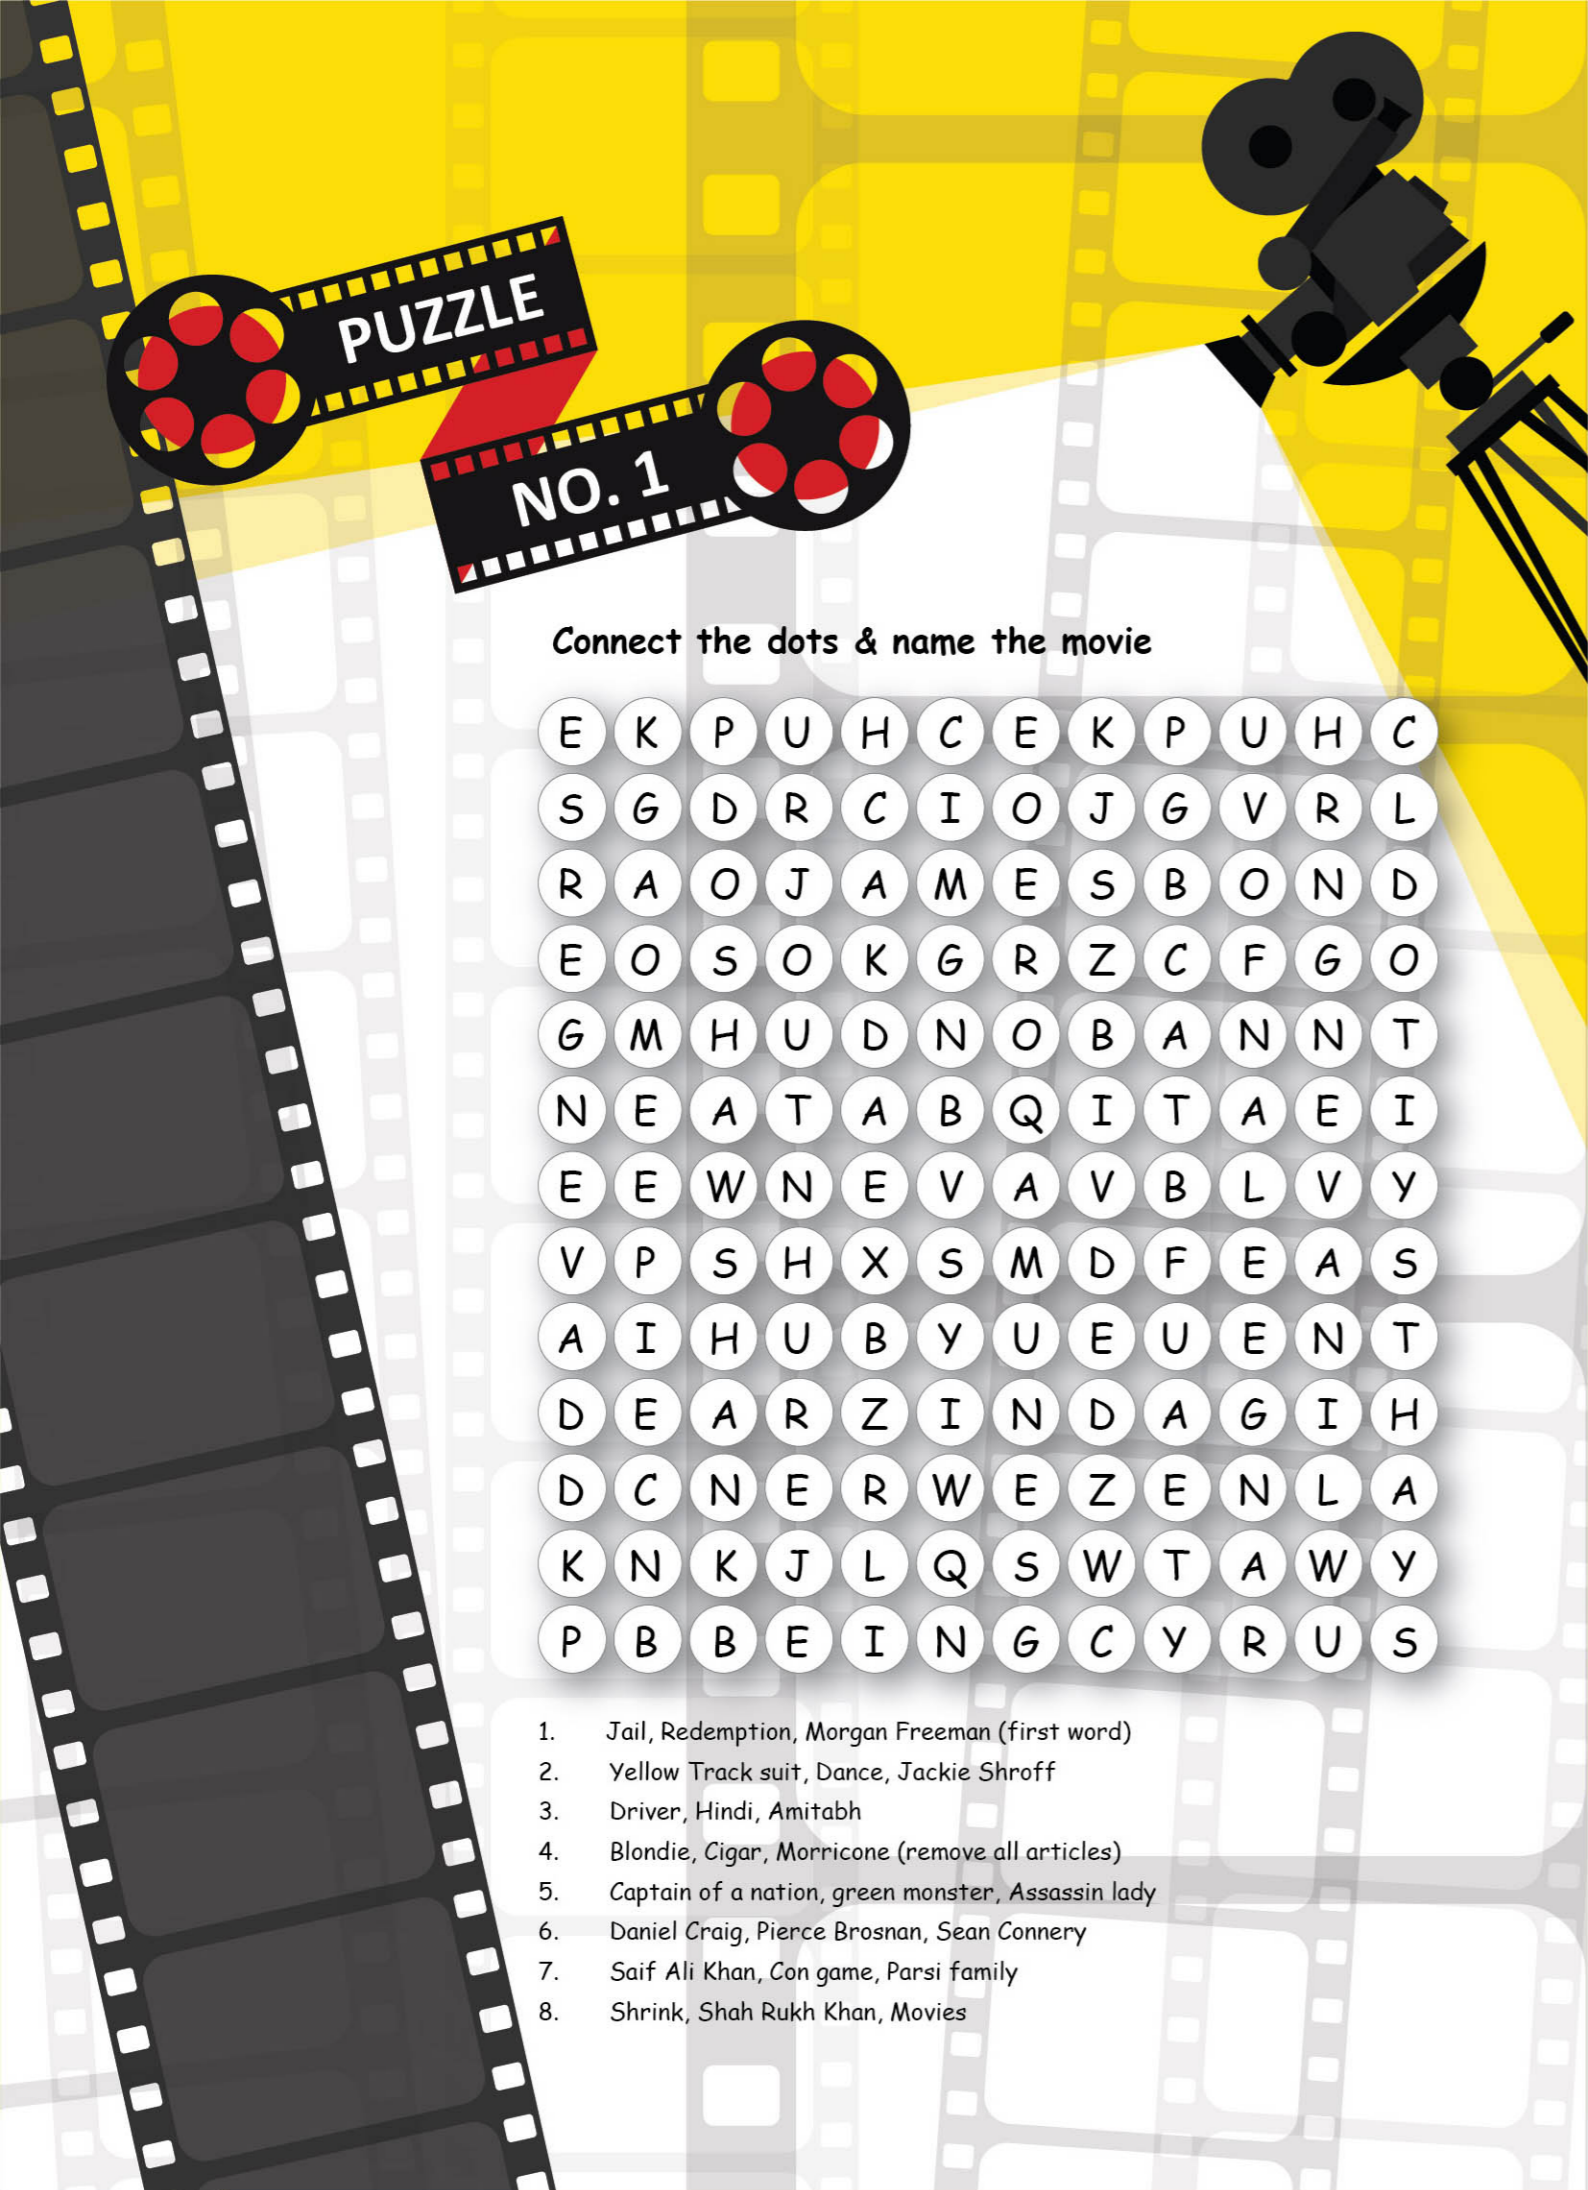 PUZZLE
NO. 1
Connect the dots & name the movie
E K P U H C E K P U H C
S G D R C I O J G V R L
R A O J A M E S B O N D
E O S O K G R Z C F G O
G M H U D N O B A N N T
N E A T A B Q I T A E I
E E W N E V A V B L V Y
V P S H X S M D F E A S
A I H U B Y U E U E N T
D E A R Z I N D A G I H
D C N E R W E Z E N L A
K N K J L Q S W T A W Y
P B B E I N G C Y R U S
1. Jail, Redemption, Morgan Freeman (first word)
2. Yellow Track suit, Dance, Jackie Shroff
3. Driver, Hindi, Amitabh
4. Blondie, Cigar, Morricone (remove all articles)
5. Captain of a nation, green monster, Assassin lady
6. Daniel Craig, Pierce Brosnan, Sean Connery
7. Saif Ali Khan, Con game, Parsi family
8. Shrink, Shah Rukh Khan, Movies